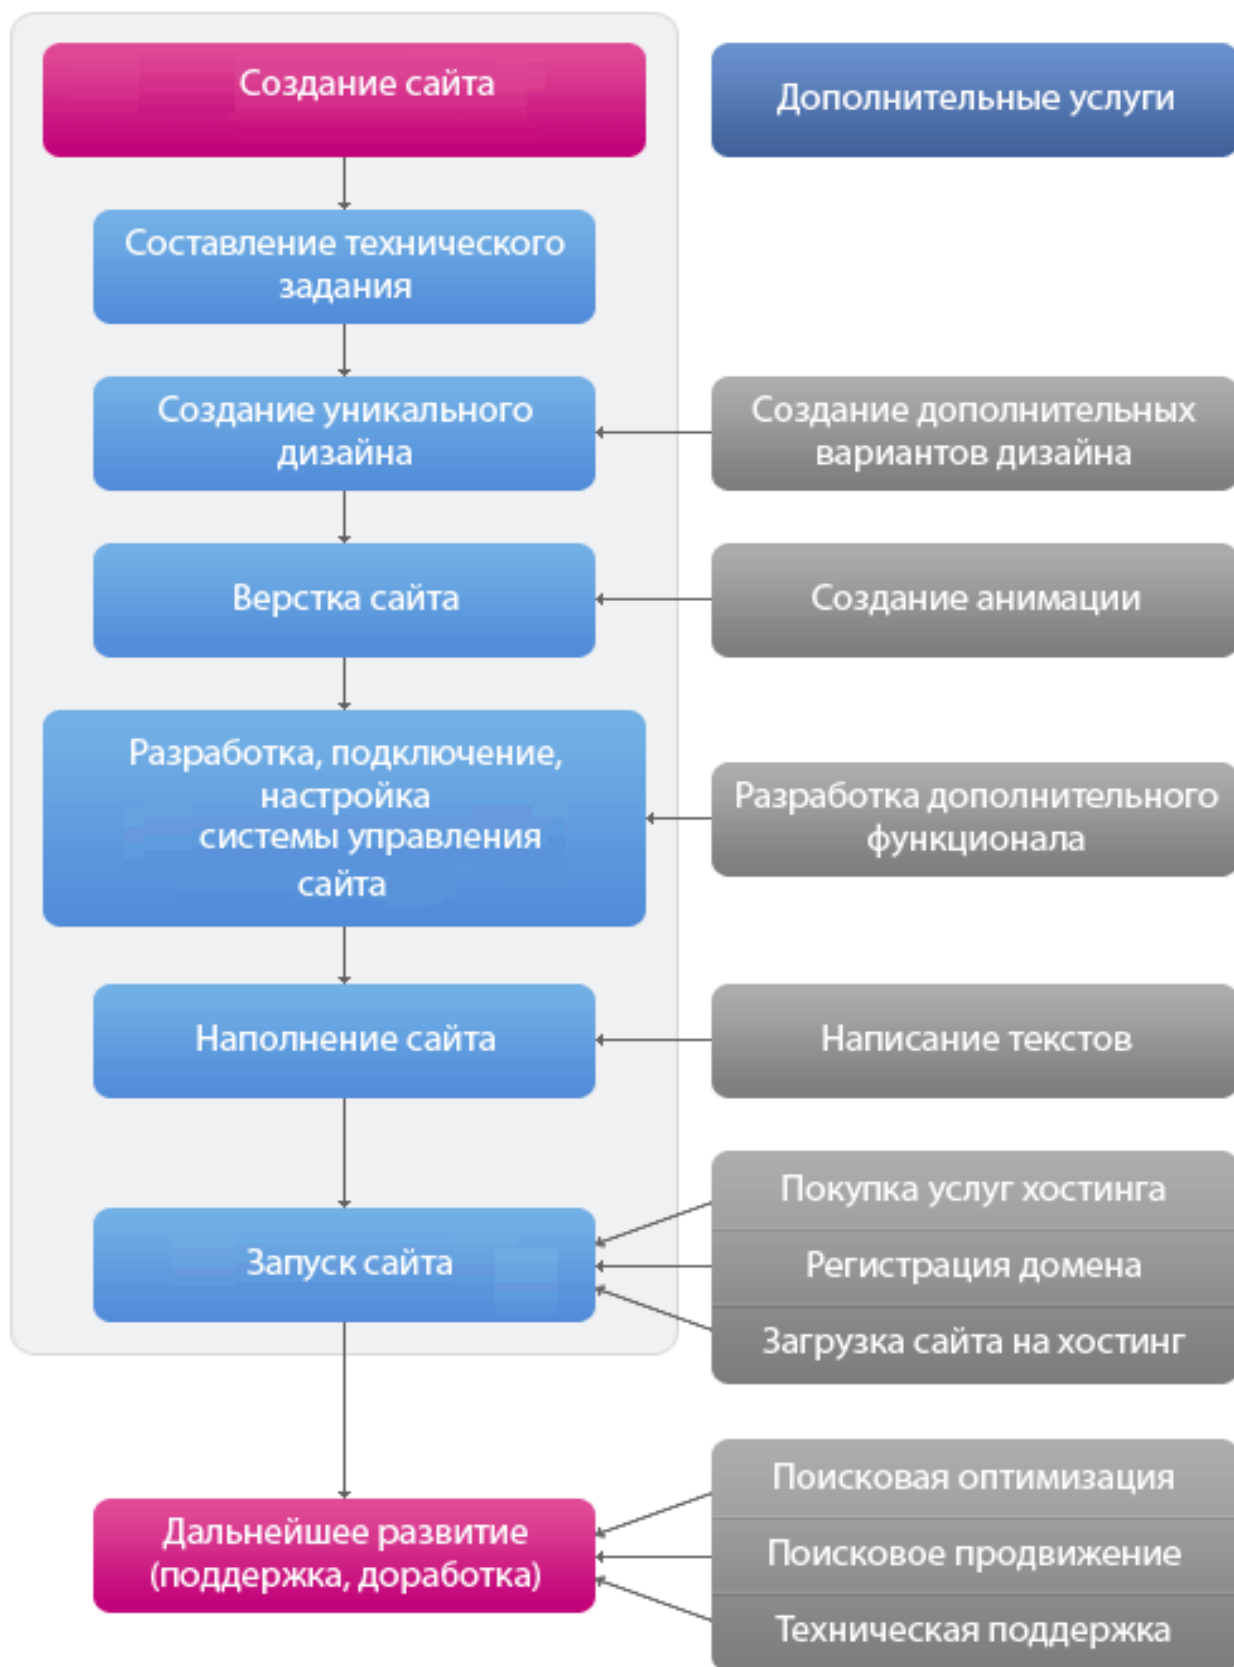 Создание сайта
Дополнительные услуги
Составление технического
задания
Создание уникального
дизайна
Создание дополнительных
вариантов дизайна
Верстка сайта
Создание анимации
Разработка, подключение,
настройка
системы управления
сайта
Разработка дополнительного
функционала
Наполнение сайта
Написание текстов
Запуск сайта
Покупка услуг хостинга
Регистрация домена
Загрузка сайта на хостинг
Дальнейшее развитие
(поддержка, доработка)
Поисковая оптимизация
Поисковое продвижение
Техническая поддержка